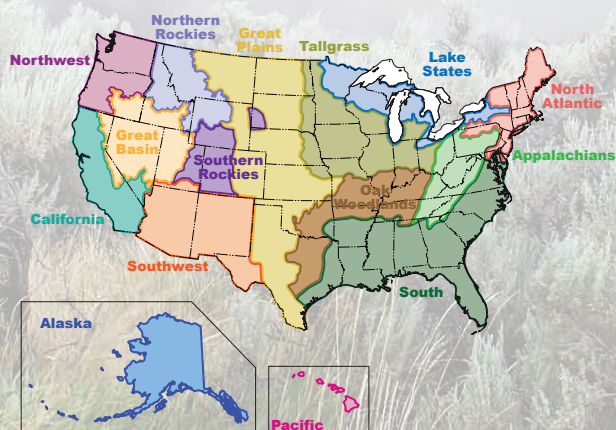 Northern
Rockies
Great
Plains
Tallgrass
Northwest
Lake
States
North
Atlantic
Great
Basin
Southern
Rockies
Appalachians
Oak
Woodlands
California
Southwest
South
Alaska
Pacific